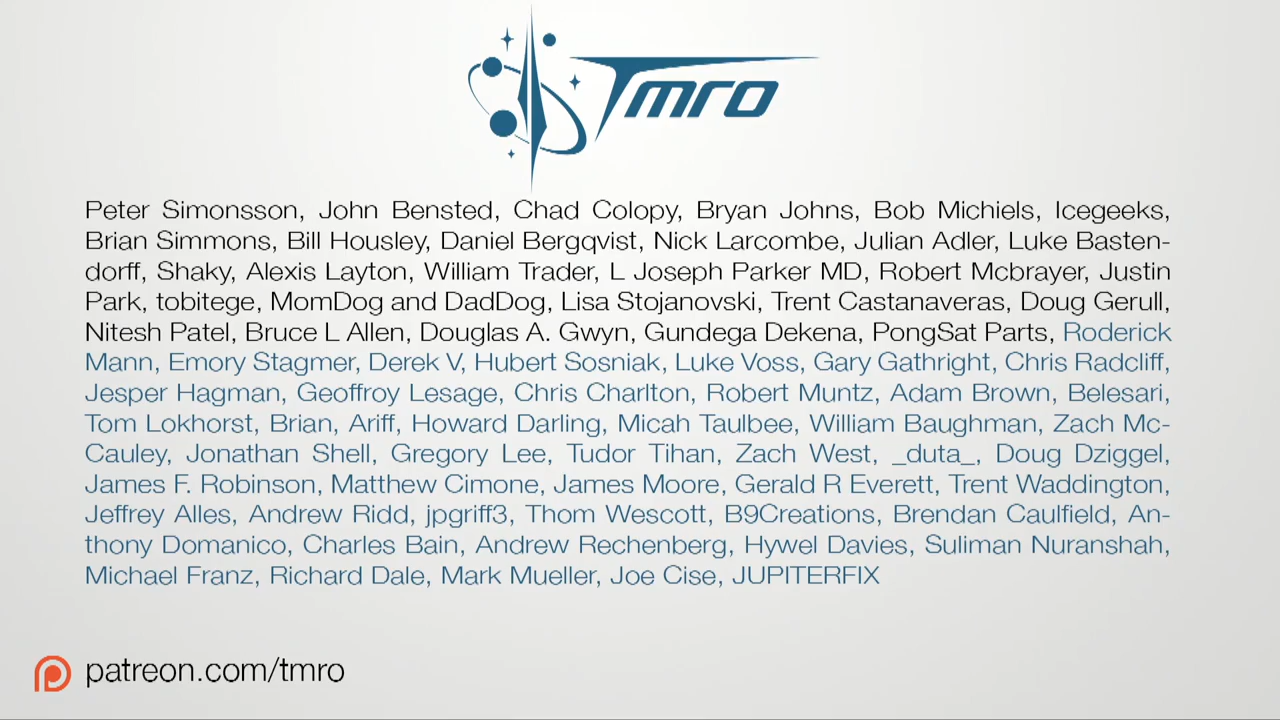 Tmro
Peter Simonsson, John Bensted, Chad Colopy, Bryan Johns, Bob Michiels, Icegeeks,
Brian Simmons, Bill Housley, Daniel Bergqvist, Nick Larcombe, Julian Adler, Luke Basten-
dorff, Shaky, Alexis Layton, William Trader, L Joseph Parker MD, Robert Mcbrayer, Justin
Park, tobitege, MomDog and DadDog, Lisa Stojanovski, Trent Castanaveras, Doug Gerull,
Nitesh Patel, Bruce L Allen, Douglas A. Gwyn, Gundega Dekena, PongSat Parts, Roderick
Mann, Emory Stagmer, Derek V, Hubert Sosniak, Luke Voss, Gary Gathright, Chris Radcliff,
Jesper Hagman, Geoffroy Lesage, Chris Charlton, Robert Muntz, Adam Brown, Belesari,
Tom Lokhorst, Brian, Ariff, Howard Darling, Micah Taulbee, William Baughman, Zach Mc-
Cauley, Jonathan Shell, Gregory Lee, Tudor Tihan, Zach West, _duta_, Doug Dziggel,
James F. Robinson, Matthew Cimone, James Moore, Gerald R Everett, Trent Waddington,
Jeffrey Alles, Andrew Ridd, jpgriff3, Thom Wescott, B9Creations, Brendan Caulfield, An-
thony Domanico, Charles Bain, Andrew Rechenberg, Hywel Davies, Suliman Nuranshah,
Michael Franz, Richard Dale, Mark Mueller, Joe Cise, JUPITERFIX
patreon.com/tmro